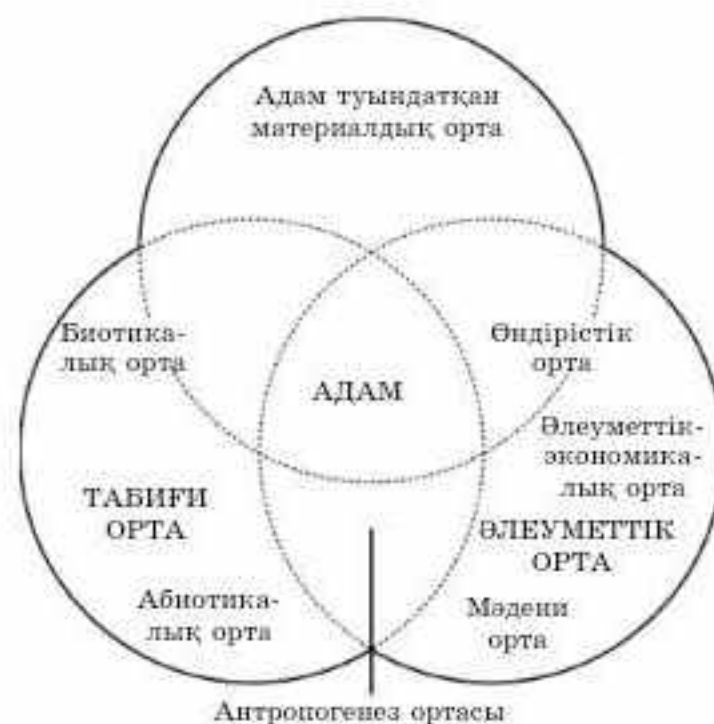 Адам туындатқан
материалдық орта
Биотика-
лық орта
Өндірістік
орта
АДАМ
Әлеуметтік-
экономика-
лық орта
ТАБИҒИ
ОРТА
ӘЛЕУМЕТТІК
ОРТА
Абиотика-
лық орта
Мәдени
орта
Антропогенез ортасы